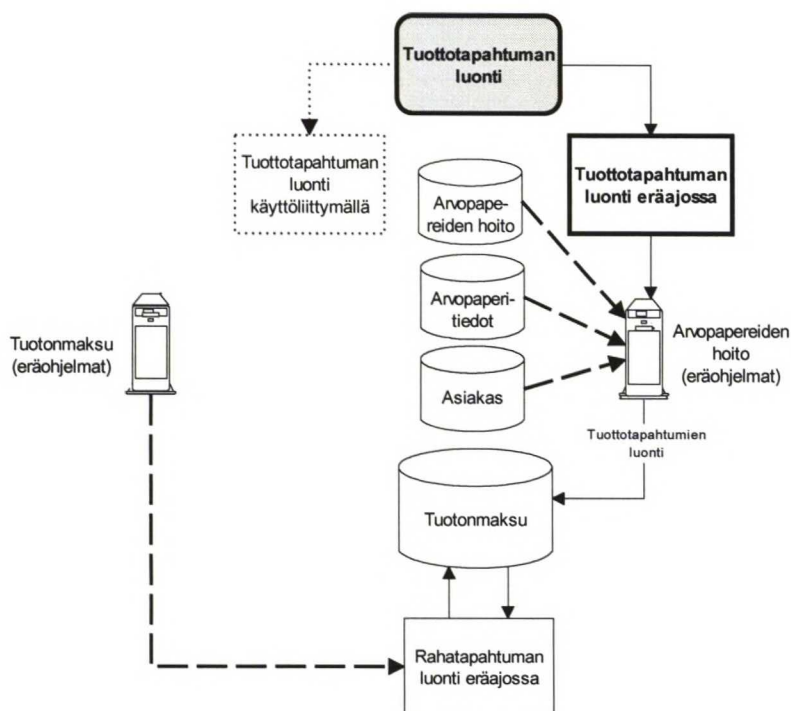 Tuottotapahtuman
luonti
Tuottotapahtuman
luonti
käyttöliittymällä
Tuottotapahtuman
luonti eräajossa
Arvopape-
reiden hoito
Arvopaperi-
tiedot
Asiakas
Tuotonmaksu
(eräohjelmat)
Arvopapereiden
hoito
(eräohjelmat)
Tuottotapahtumien
luonti
Tuotonmaksu
Rahatapahtuman
luonti eräajossa